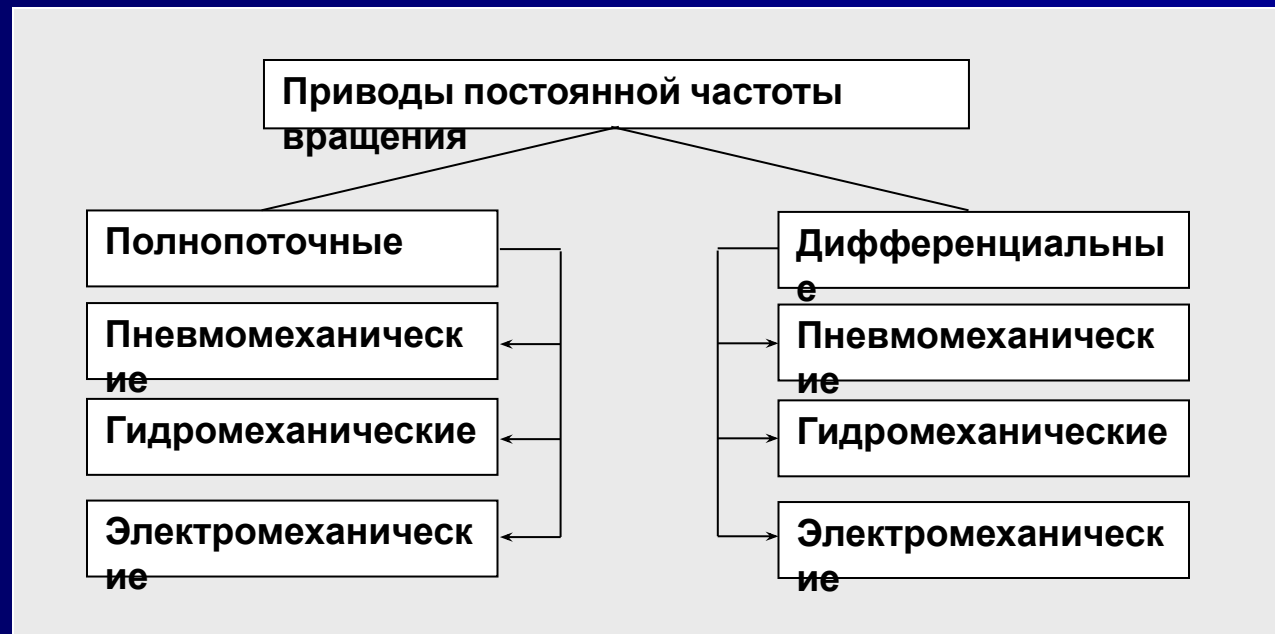 Приводы постоянной частоты
вращения
Полнопоточные
Пневмомеханическ
ие
Гидромеханические
Электромеханическ
ие
Дифференциальны
е
Пневмомеханическ
ие
Гидромеханические
Электромеханическ
ие